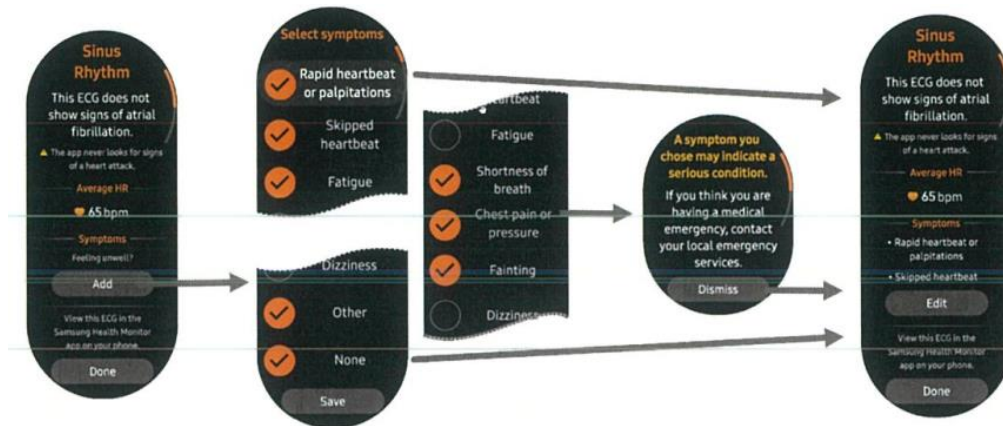 Sinus
Rhythm
This ECG does not
show signs of atrial
fibrillation.
The app never looks for signs
of a heart attack.
Average HR
65 bpm
Symptoms
Feeling unwell?
Add
View this ECG in the
Samsung Health Monitor
app on your phone.
Done
Select symptoms
Rapid heartbeat
or palpitations
Skipped
heartbeat
Fatigue
Dizziness
Other
None
Save
Fatigue
Shortness of
breath
Chest pain or
pressure
Fainting
Dizziness
A symptom you
chose may indicate a
serious condition.
If you think you are
having a medical
emergency, contact
your local emergency
services.
Dismiss
Sinus
Rhythm
This ECG does not
show signs of atrial
fibrillation.
The app never looks for signs
of a heart attack.
Average HR
65 bpm
Symptoms
• Rapid heartbeat or
palpitations
• Skipped heartbeat
Edit
View this ECG in the
Samsung Health Monitor
app on your phone.
Done